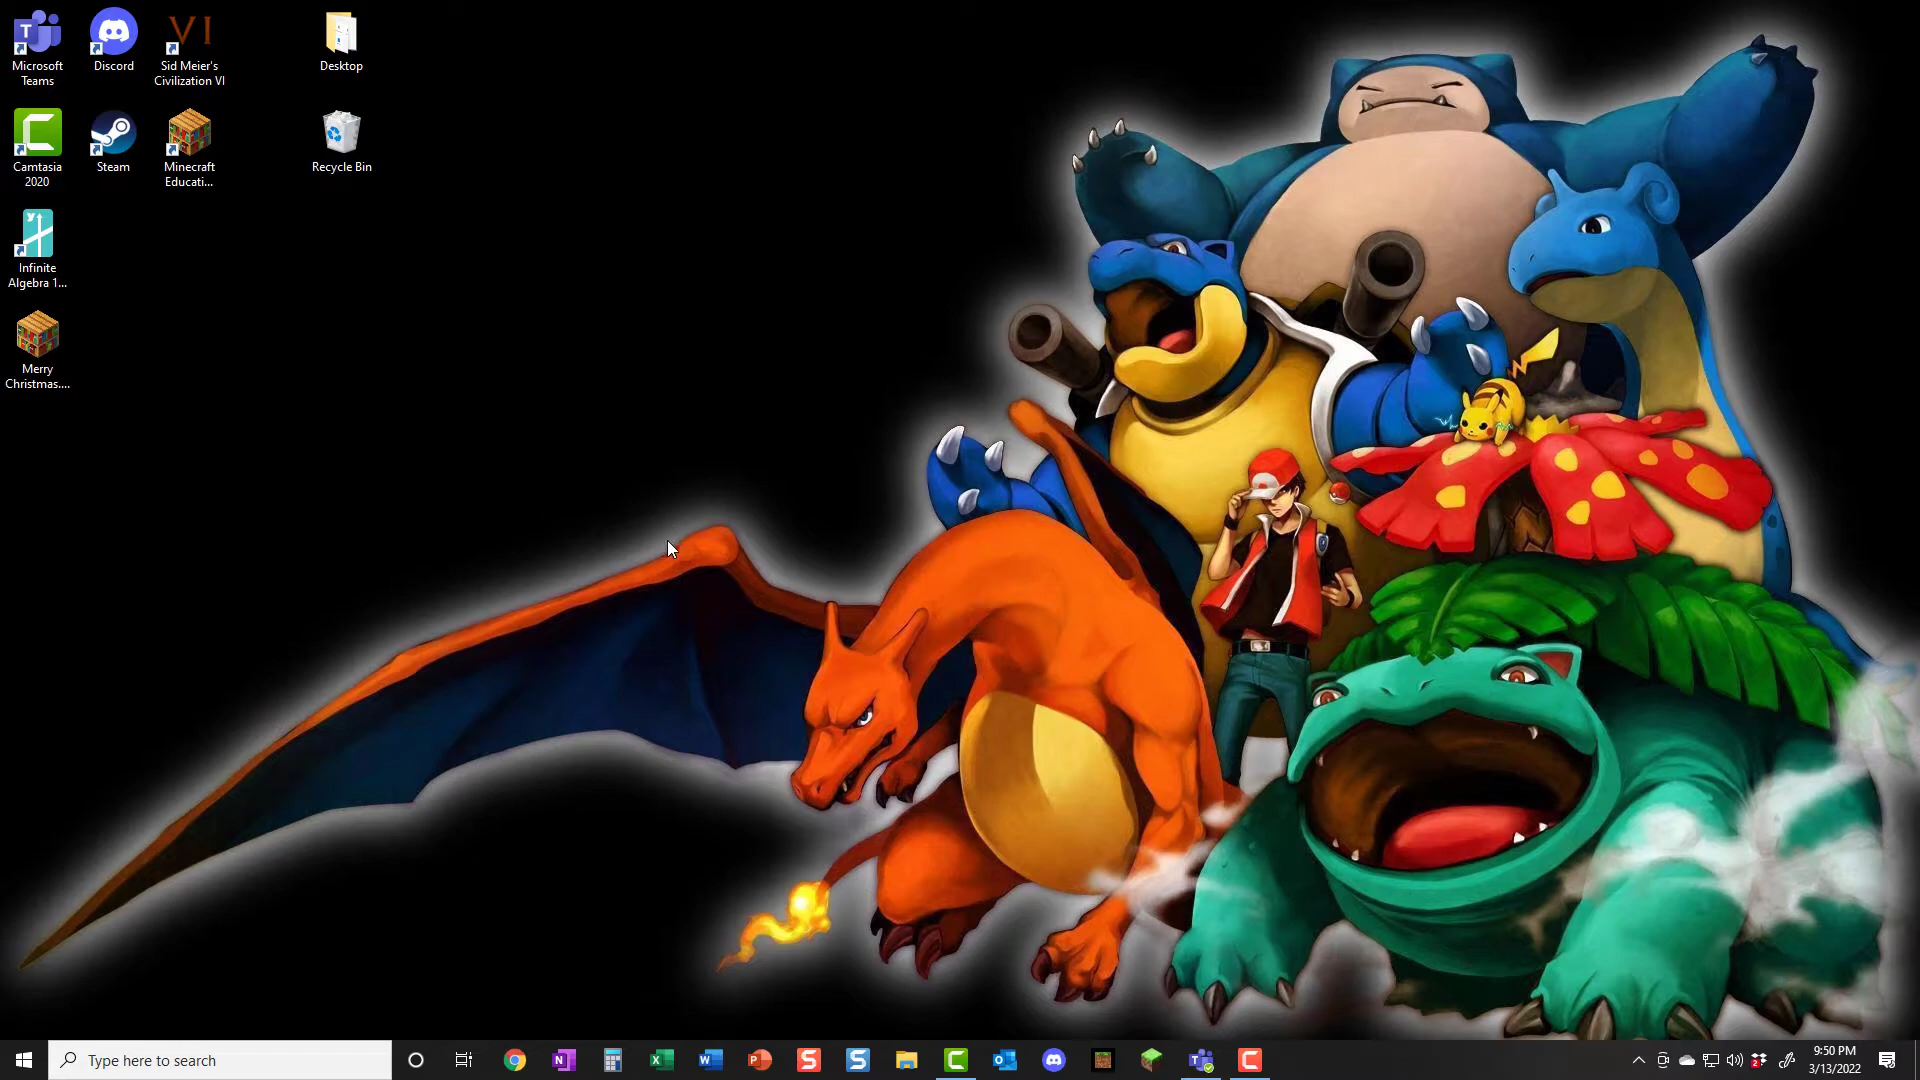 Microsoft
Teams
Discord
VI
Sid Meier's
Civilization VI
Desktop
Camtasia
2020
Steam
Minecraft
Educati...
Recycle Bin
Infinite
Algebra 1...
Merry
Christmas....
Type here to search
9:50 PM
3/13/2022